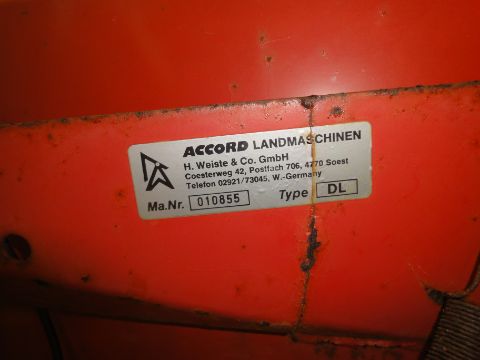 ACCORD LANDMASCHINEN
H. Weiste & Co. GmbH
Coesterweg 42, Postfach 706, 4770 Soest
Telefon 02921/73045, W.-Germany
Ma.Nr. 010855 Type DL